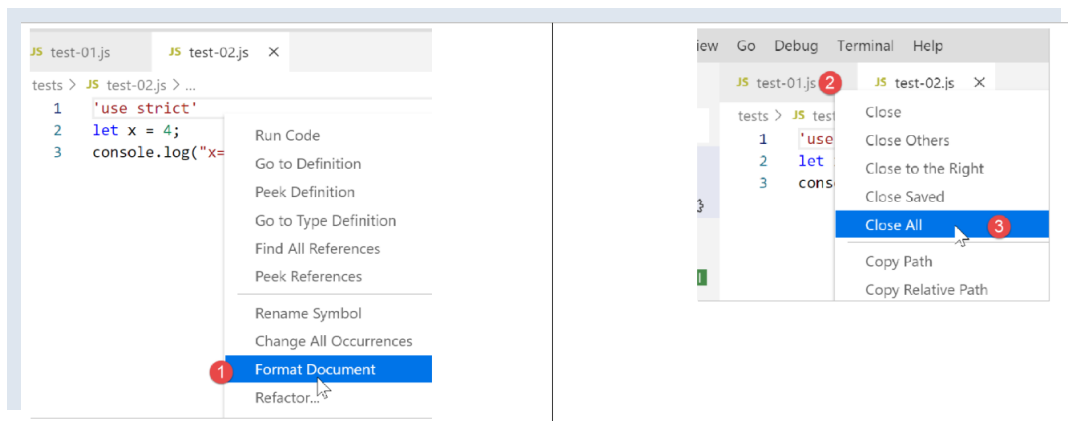 JS test-01.js JS test-02.js ×
tests > JS test-02.js > ...
1 'use strict'
2 let x = 4;
3 console.log("x=
Run Code
Go to Definition
Peek Definition
Go to Type Definition
Find All References
Peek References
Rename Symbol
Change All Occurrences
1 Format Document
Refactor...
iew Go Debug Terminal Help
JS test-01.js 2 JS test-02.js ×
tests > JS test
1 'use
2 let
3 cons
Close
Close Others
Close to the Right
Close Saved
Close All 3
Copy Path
Copy Relative Path